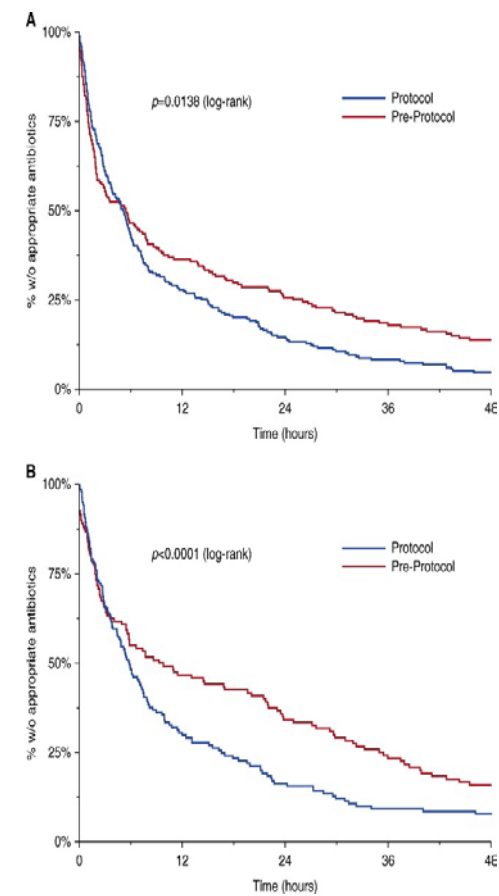 A
100%
75%
50%
25%
0%
% w/o appropriate antibiotics
p=0.0138 (log-rank)
Protocol
Pre-Protocol
0 12 24 36 48
Time (hours)
B
100%
75%
50%
25%
0%
% w/o appropriate antibiotics
p<0.0001 (log-rank)
Protocol
Pre-Protocol
0 12 24 36 48
Time (hours)